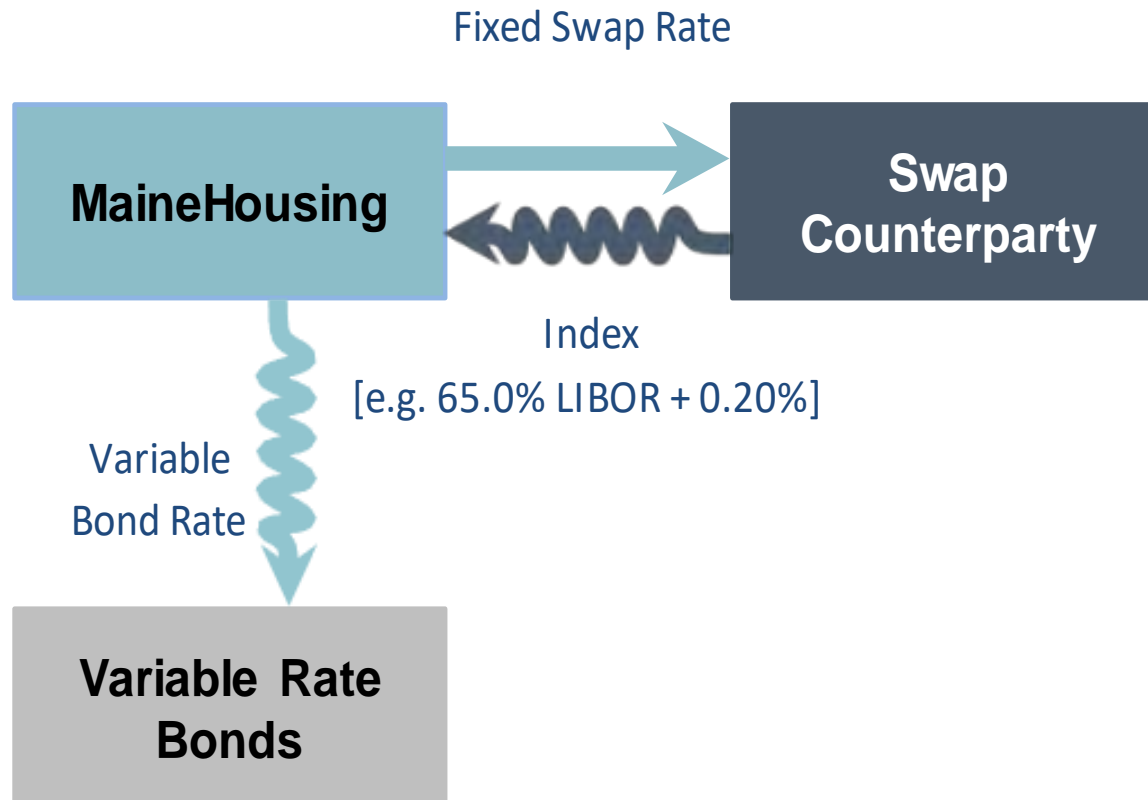 Fixed Swap Rate
MaineHousing
Swap
Counterparty
Index
[e.g. 65.0% LIBOR + 0.20%]
Variable
Bond Rate
Variable Rate
Bonds